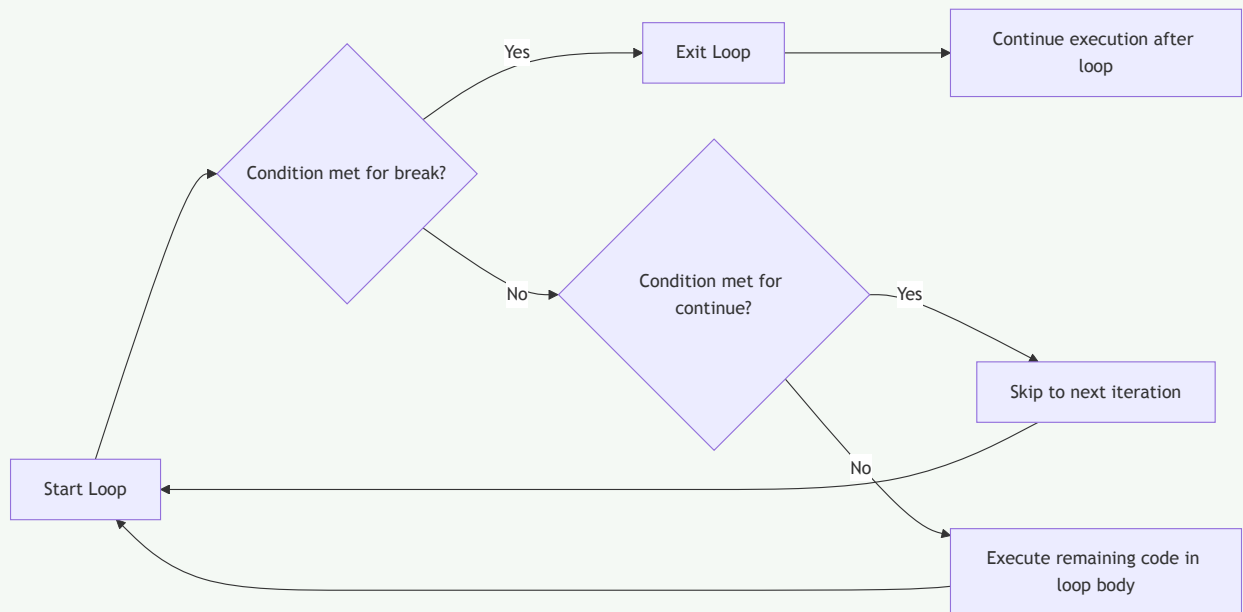 Yes
Exit Loop
Continue execution after
loop
Condition met for break?
No
Condition met for
continue?
Yes
Skip to next iteration
No
Start Loop
Execute remaining code in
loop body